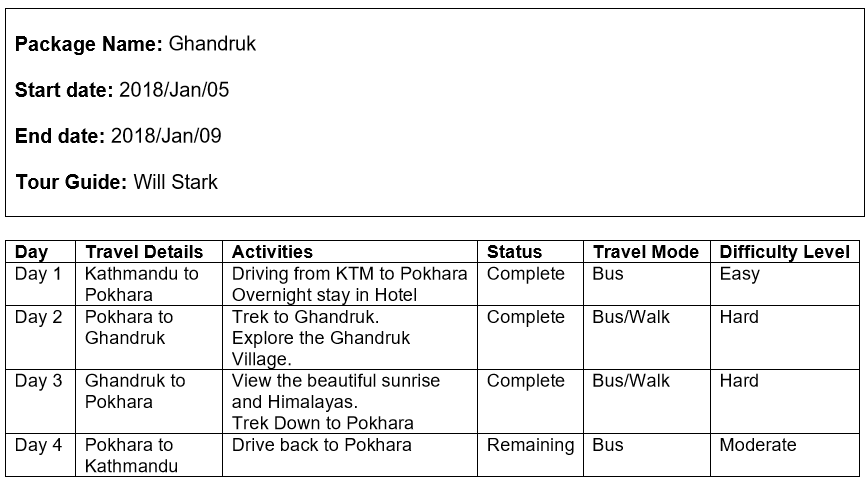 Package Name: Ghandruk
Start date: 2018/Jan/05
End date: 2018/Jan/09
Tour Guide: Will Stark
Day Travel Details Activities Status Travel Mode Difficulty Level
Day 1 Kathmandu to Driving from KTM to Pokhara Complete Bus Easy
Pokhara Overnight stay in Hotel
Day 2 Pokhara to Trek to Ghandruk. Complete Bus/Walk Hard
Ghandruk Explore the Ghandruk
Village.
Day 3 Ghandruk to View the beautiful sunrise Complete Bus/Walk Hard
Pokhara and Himalayas.
Trek Down to Pokhara
Day 4 Pokhara to Drive back to Pokhara Remaining Bus Moderate
Kathmandu